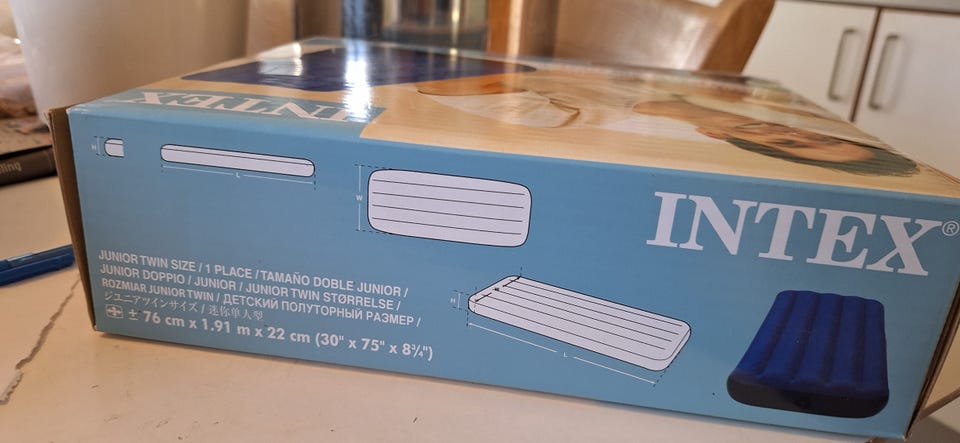 INTEX
INTEX®
H
L
W
H
W
L
JUNIOR TWIN SIZE / 1 PLACE / TAMAÑO DOBLE JUNIOR /
JUNIOR DOPPIO / JUNIOR / JUNIOR TWIN STØRRELSE /
ROZMIAR JUNIOR TWIN / ДЕТСКИЙ ПОЛУТОРНЫЙ РАЗМЕР /
ジュニアツインサイズ / 迷你单人型
± 76 cm x 1.91 m x 22 cm (30" x 75" x 8¾")